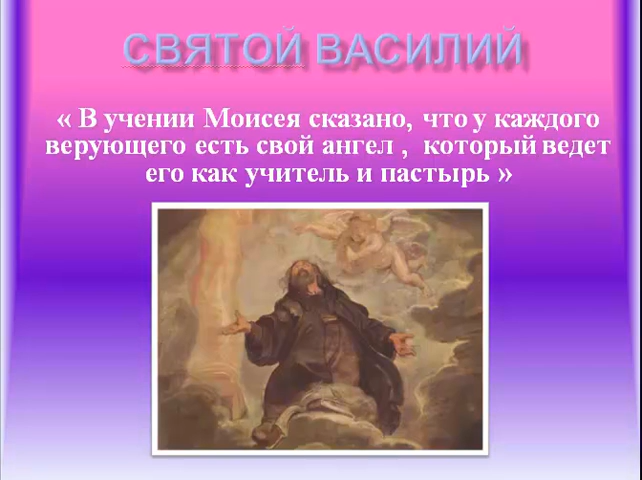 СВЯТОЙ ВАСИЛИЙ
« В учении Моисея сказано, что у каждого
верующего есть свой ангел , который ведет
его как учитель и пастырь »